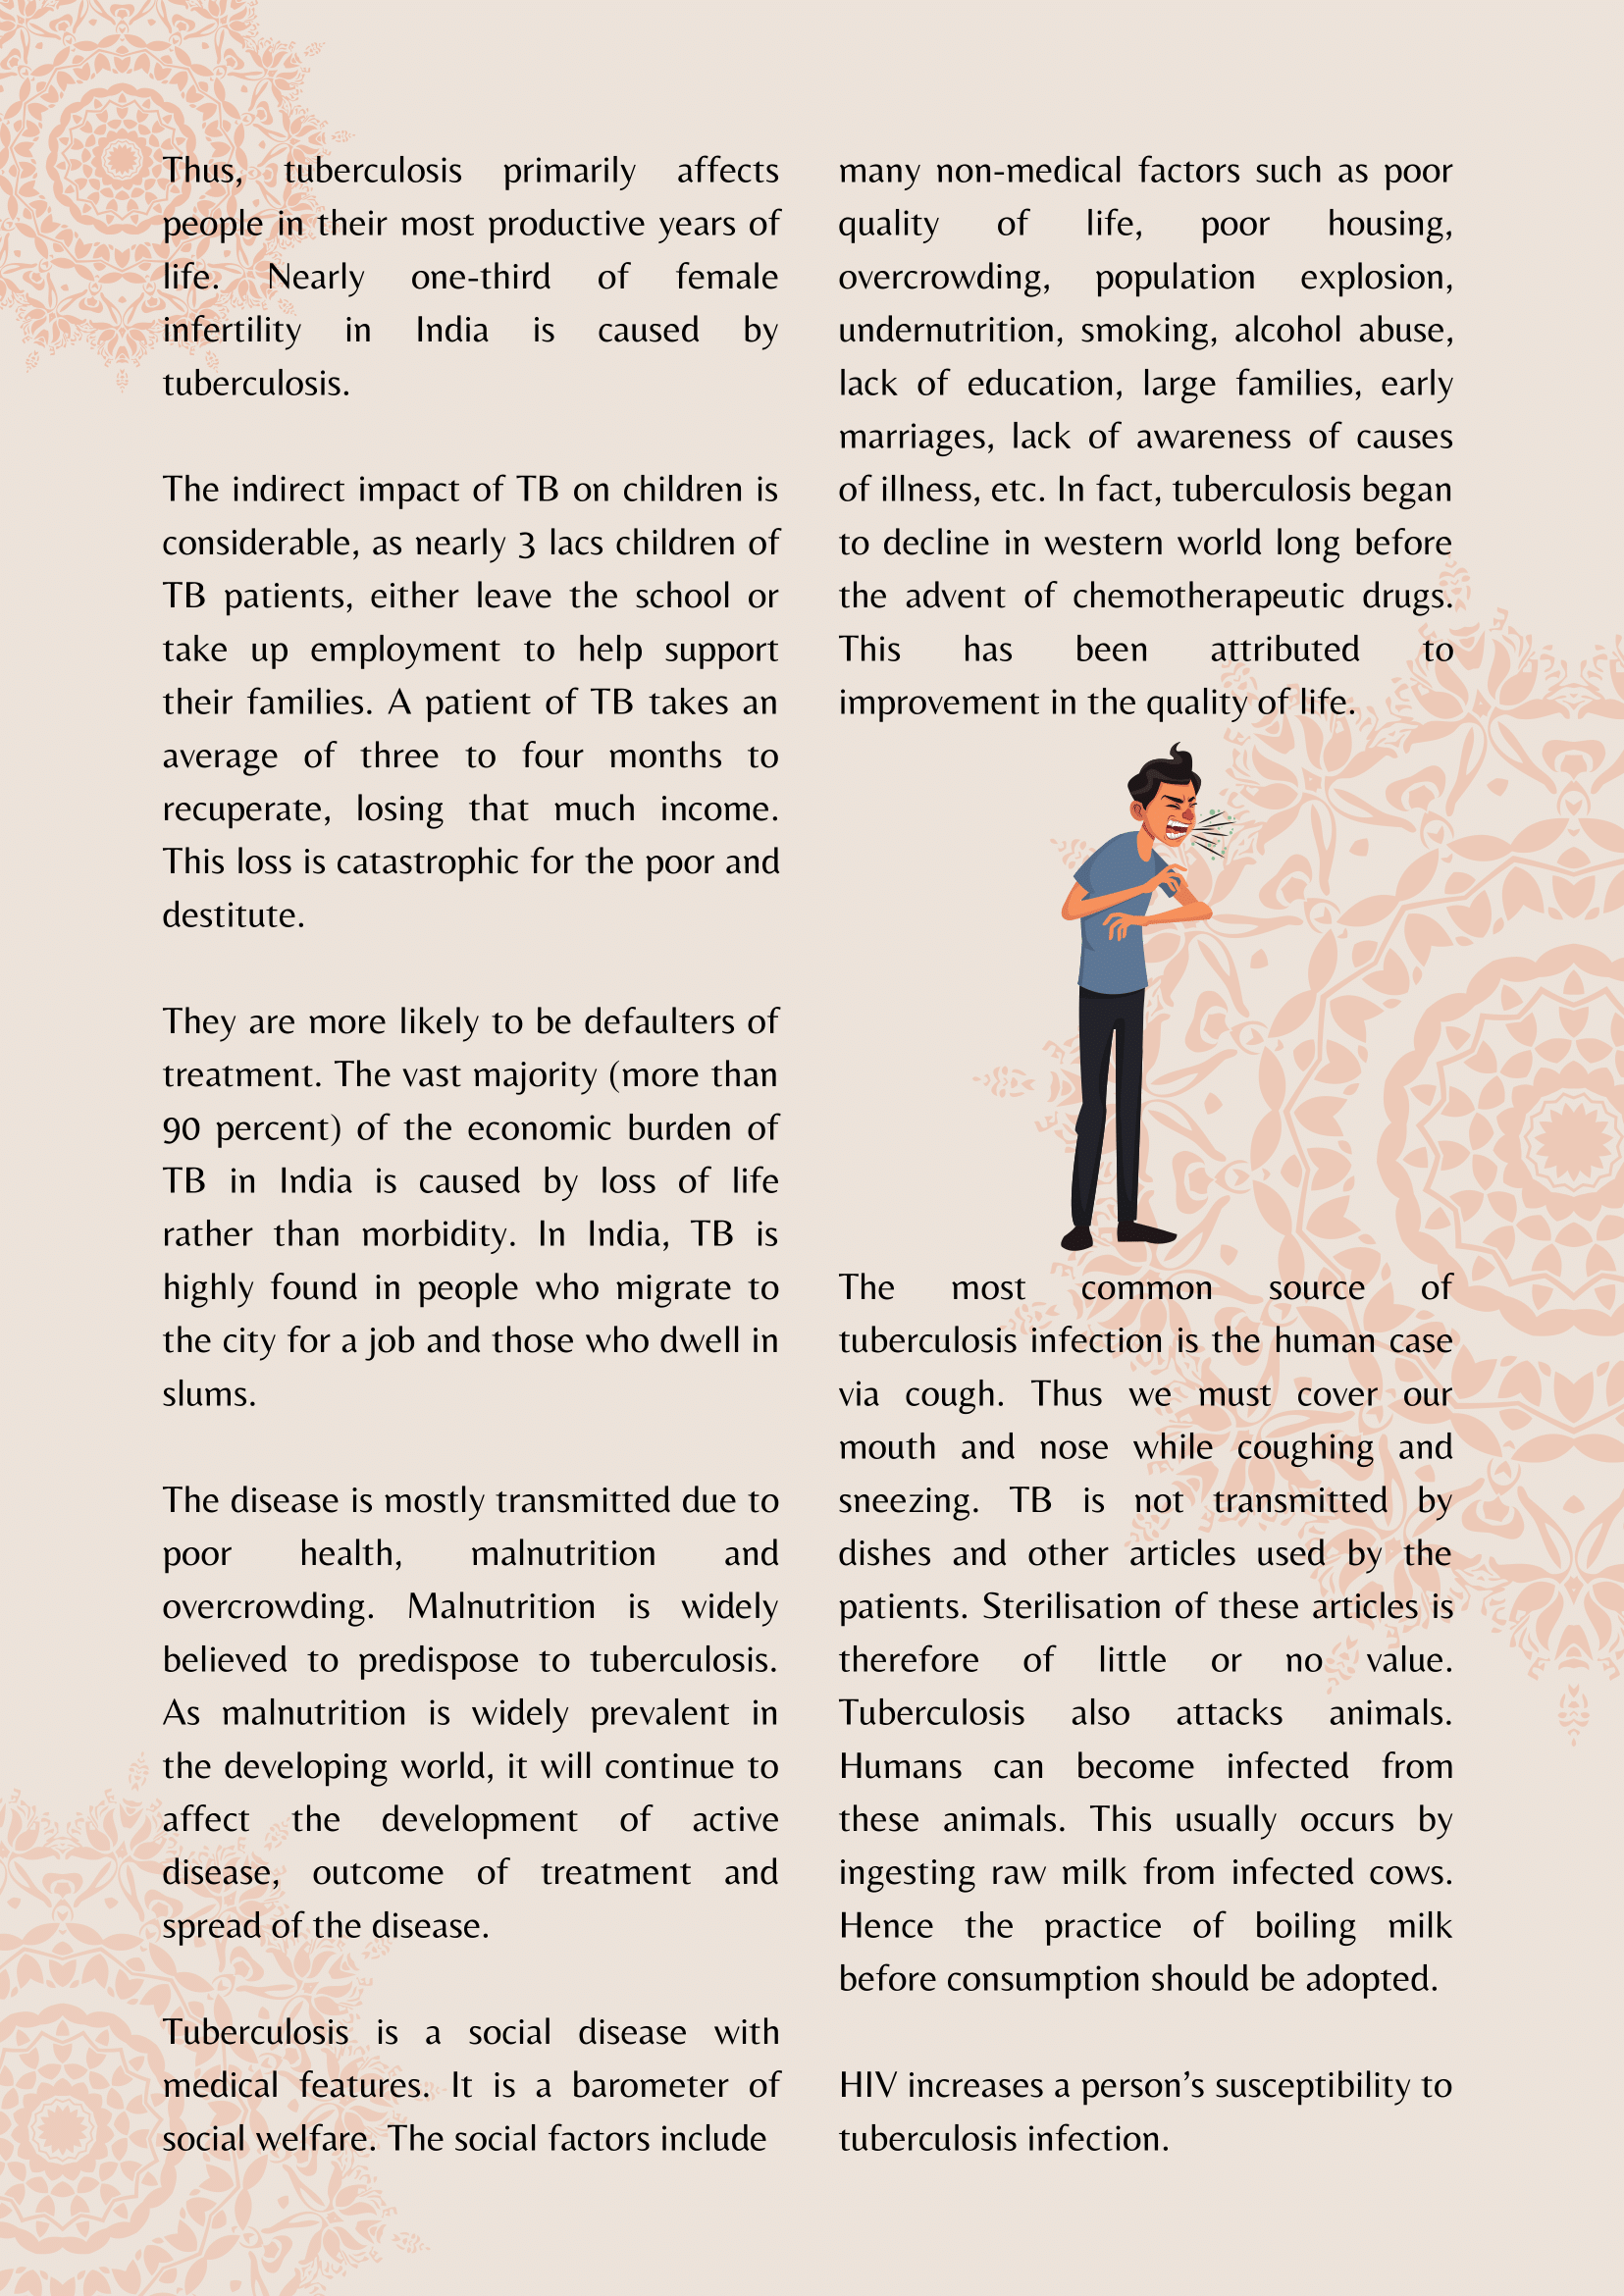 Thus, tuberculosis primarily affects
people in their most productive years of
life. Nearly one-third of female
infertility in India is caused by
tuberculosis.
The indirect impact of TB on children is
considerable, as nearly 3 lacs children of
TB patients, either leave the school or
take up employment to help support
their families. A patient of TB takes an
average of three to four months to
recuperate, losing that much income.
This loss is catastrophic for the poor and
destitute.
They are more likely to be defaulters of
treatment. The vast majority (more than
90 percent) of the economic burden of
TB in India is caused by loss of life
rather than morbidity. In India, TB is
highly found in people who migrate to
the city for a job and those who dwell in
slums.
The disease is mostly transmitted due to
poor health, malnutrition and
overcrowding. Malnutrition is widely
believed to predispose to tuberculosis.
As malnutrition is widely prevalent in
the developing world, it will continue to
affect the development of active
disease, outcome of treatment and
spread of the disease.
Tuberculosis is a social disease with
medical features. It is a barometer of
social welfare. The social factors include
many non-medical factors such as poor
quality of life, poor housing,
overcrowding, population explosion,
undernutrition, smoking, alcohol abuse,
lack of education, large families, early
marriages, lack of awareness of causes
of illness, etc. In fact, tuberculosis began
to decline in western world long before
the advent of chemotherapeutic drugs.
This has been attributed to
improvement in the quality of life.
The most common source of
tuberculosis infection is the human case
via cough. Thus we must cover our
mouth and nose while coughing and
sneezing. TB is not transmitted by
dishes and other articles used by the
patients. Sterilisation of these articles is
therefore of little or no value.
Tuberculosis also attacks animals.
Humans can become infected from
these animals. This usually occurs by
ingesting raw milk from infected cows.
Hence the practice of boiling milk
before consumption should be adopted.
HIV increases a person's susceptibility to
tuberculosis infection.